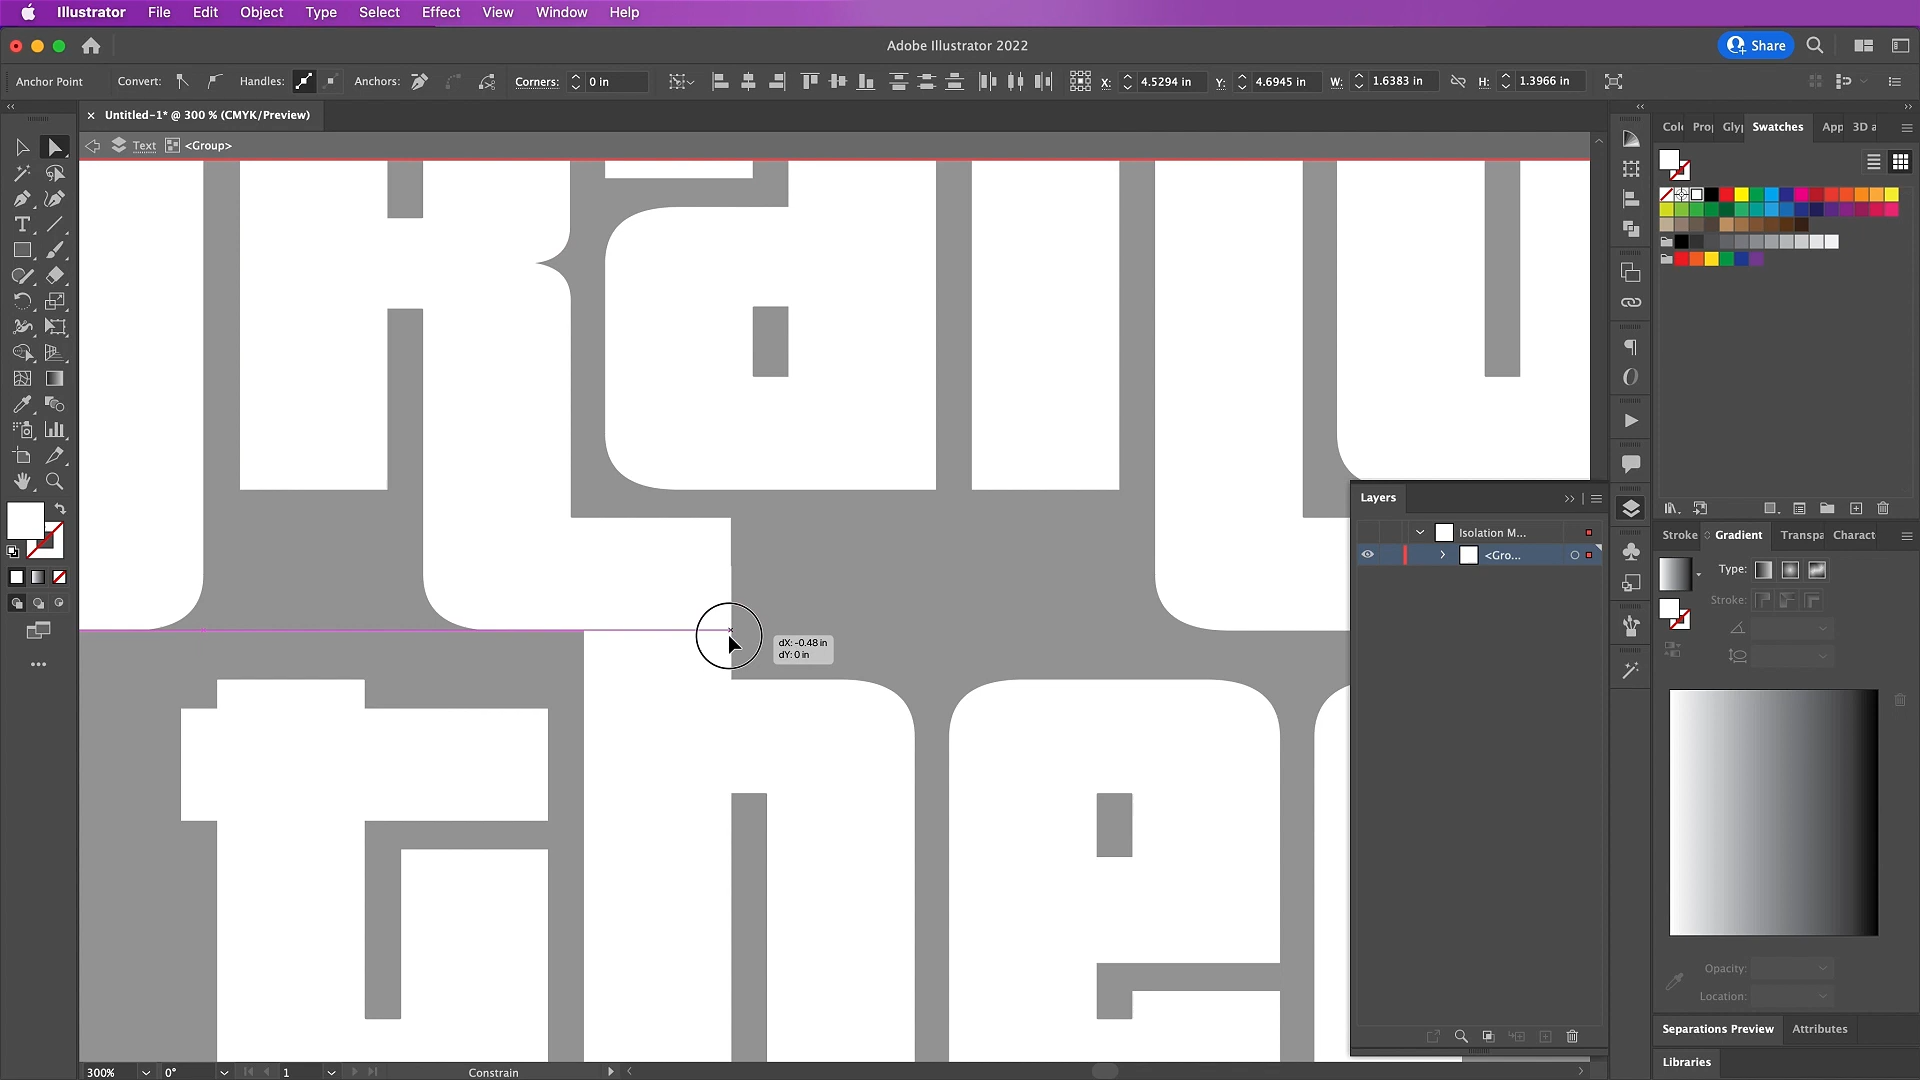 Illustrator File Edit Object Type Select Effect View Window Help
Adobe Illustrator 2022
Share
Anchor Point Convert: Handles: Anchors: Corners: 0 in X: 4.5294 in Y: 4.6945 in W: 1.6383 in H: 1.3966 in
× Untitled-1* @ 300 % (CMYK/Preview)
Col Prop Gly Swatches App 3D a
Text <Group>
Layers
Isolation M...
<Gro...
Stroke Gradient Transpa Charact
Type:
Stroke:
dX: -0.48 in
dY: 0 in
the
Opacity:
Location:
Separations Preview Attributes
Libraries
300% 0° 1 Constrain